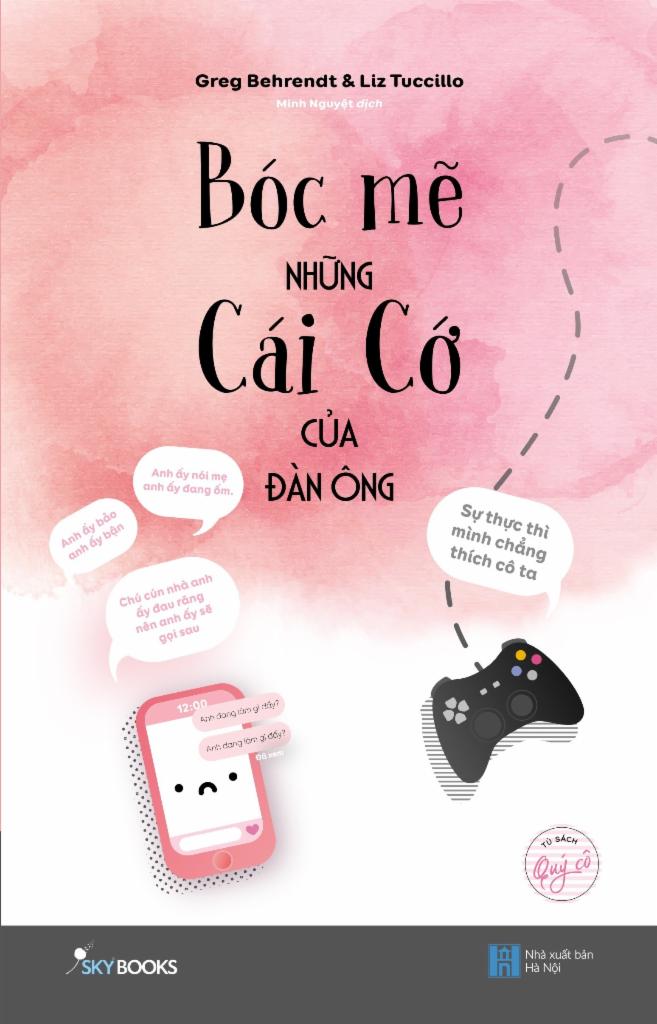 Greg Behrendt & Liz Tuccillo
Minh Nguyệt dịch
Bóc mẽ
NHỮNG
Cái Cớ
CỦA
ĐÀN ÔNG
Anh ấy nói mẹ
anh ấy đang ốm.
Anh ấy bảo
anh ấy bận
Chú cún nhà anh
ấy đau răng
nên anh ấy sẽ
gọi sau
Sự thực thì
mình chẳng
thích cô ta
12:00
Anh đang làm gì đấy?
Anh đang làm gì đấy?
Đã xem
TỦ SÁCH
Quý cô
SKYBOOKS
Nhà xuất bản
Hà Nội